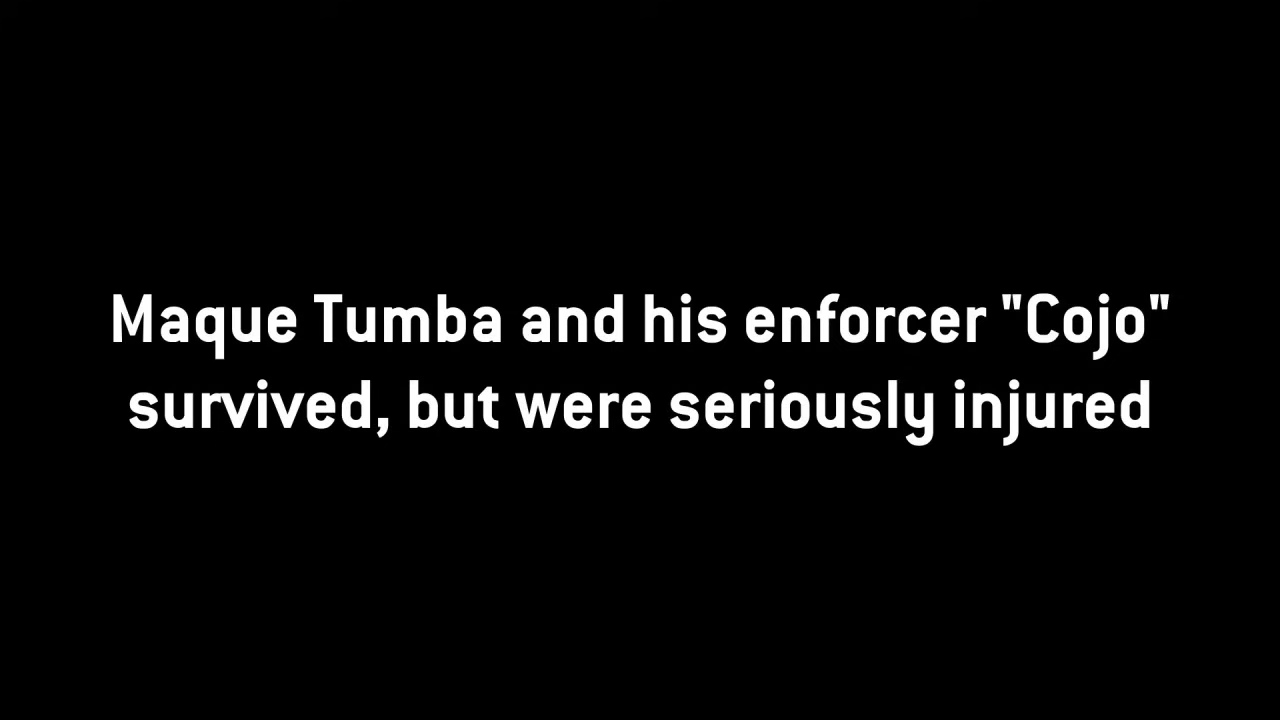 Maque Tumba and his enforcer "Cojo"
survived, but were seriously injured